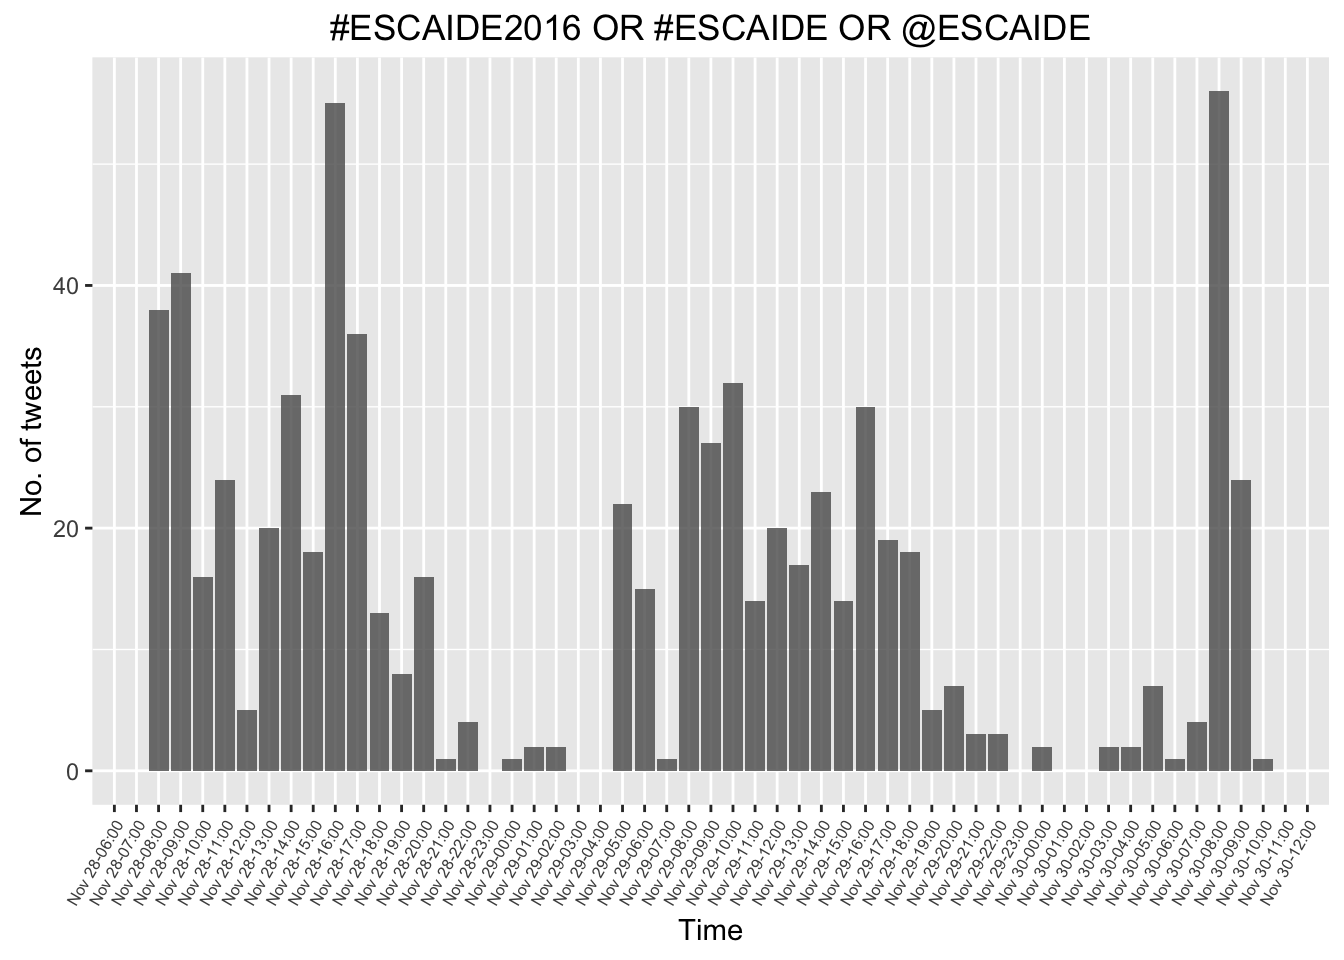 #ESCAIDE2016 OR #ESCAIDE OR @ESCAIDE
No. of tweets
40
20
0
Nov 28-06:00
Nov 28-07:00
Nov 28-08:00
Nov 28-09:00
Nov 28-10:00
Nov 28-11:00
Nov 28-12:00
Nov 28-13:00
Nov 28-14:00
Nov 28-15:00
Nov 28-16:00
Nov 28-17:00
Nov 28-18:00
Nov 28-19:00
Nov 28-20:00
Nov 28-21:00
Nov 28-22:00
Nov 28-23:00
Nov 29-00:00
Nov 29-01:00
Nov 29-02:00
Nov 29-03:00
Nov 29-04:00
Nov 29-05:00
Nov 29-06:00
Nov 29-07:00
Nov 29-08:00
Nov 29-09:00
Nov 29-10:00
Nov 29-11:00
Nov 29-12:00
Nov 29-13:00
Nov 29-14:00
Nov 29-15:00
Nov 29-16:00
Nov 29-17:00
Nov 29-18:00
Nov 29-19:00
Nov 29-20:00
Nov 29-21:00
Nov 29-22:00
Nov 29-23:00
Nov 30-00:00
Nov 30-01:00
Nov 30-02:00
Nov 30-03:00
Nov 30-04:00
Nov 30-05:00
Nov 30-06:00
Nov 30-07:00
Nov 30-08:00
Nov 30-09:00
Nov 30-10:00
Nov 30-11:00
Nov 30-12:00
Time